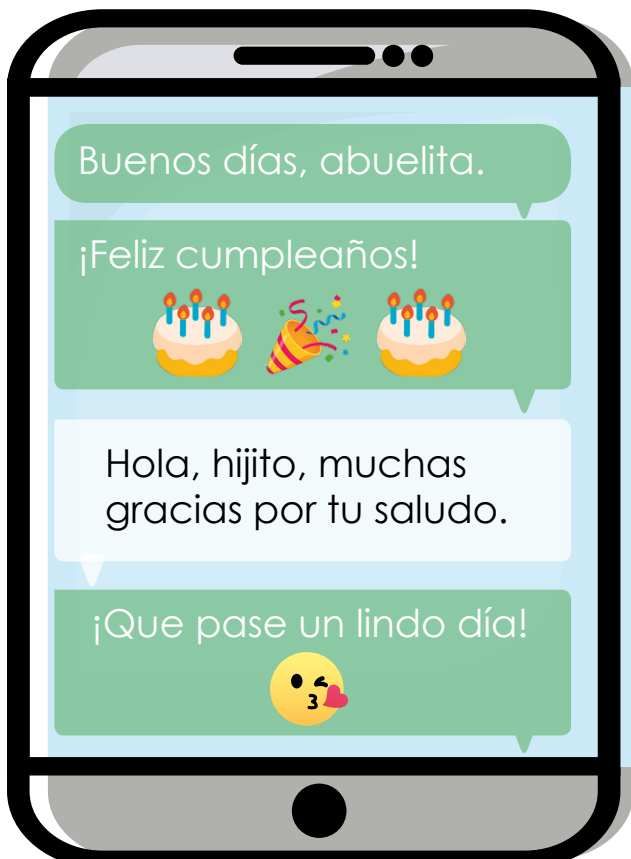 Buenos días, abuelita.
¡Feliz cumpleaños!
Hola, hijito, muchas
gracias por tu saludo.
¡Que pase un lindo día!